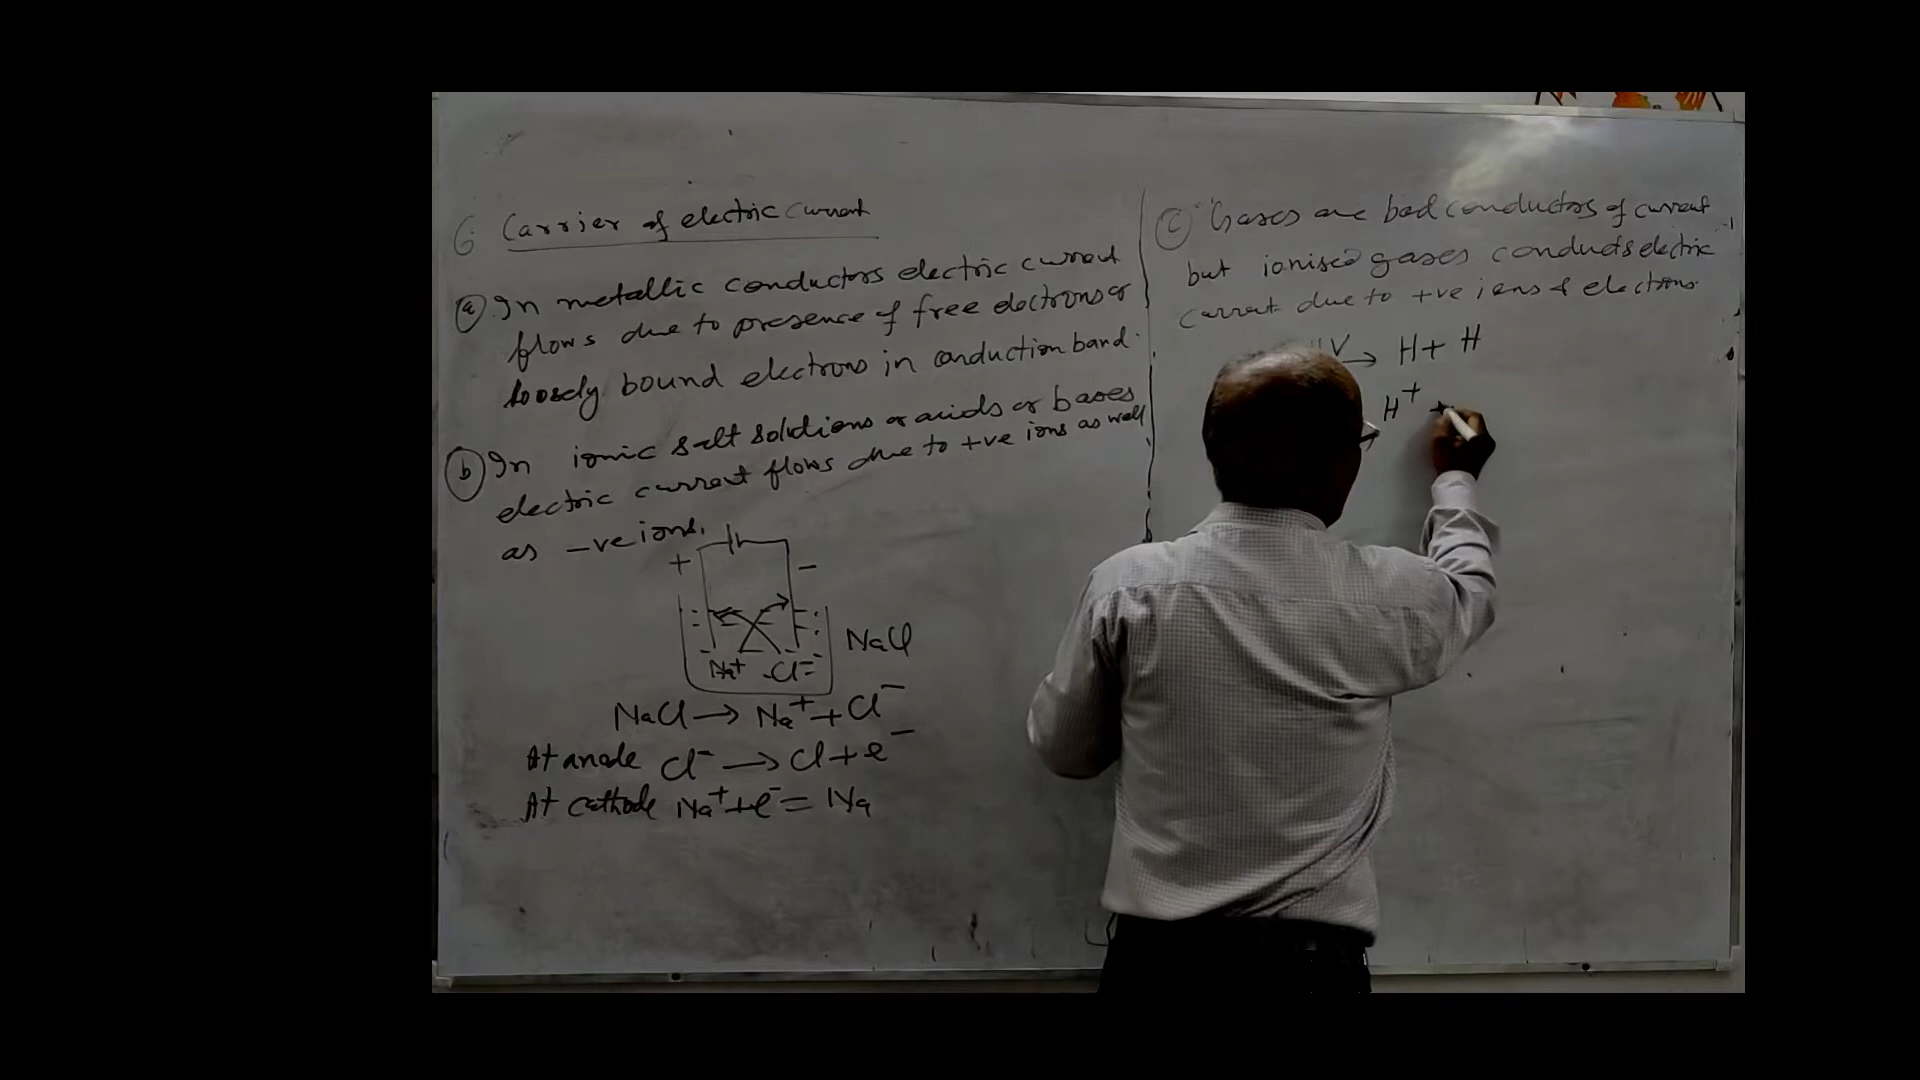 6. Carrier of electric current
(a) In metallic conductors electric current
flows due to presence of free electrons or
loosely bound electrons in conduction band.
(b) In ionic salt solutions or acids or bases
electric current flows due to +ve ions as well
as -ve ions.
+ -
NaCl
Na⁺ Cl⁻
NaCl → Na⁺ + Cl⁻
At anode Cl⁻ → Cl + e⁻
At cathode Na⁺ + e⁻ = Na
(c) Gases are bad conductors of current
but ionised gases conducts electric
current due to +ve ions & electrons.
→ H + H
→ H⁺ +